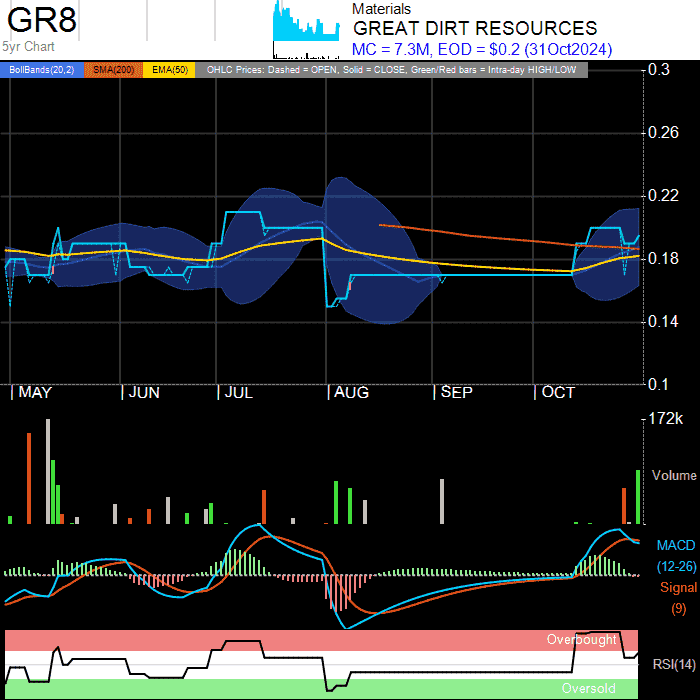 GR8
5yr Chart
Materials
GREAT DIRT RESOURCES
MC = 7.3M, EOD = $0.2 (31Oct2024)
BollBands(20,2) SMA(200) EMA(50) OHLC Prices: Dashed = OPEN, Solid = CLOSE, Green/Red bars = Intra-day HIGH/LOW
0.3
0.26
0.22
0.18
0.14
0.1
MAY JUN JUL AUG SEP OCT
172k
Volume
MACD
(12-26)
Signal
(9)
Overbought
RSI(14)
Oversold